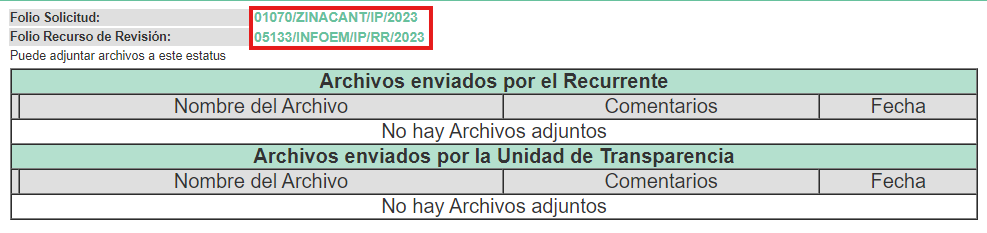 Folio Solicitud: 01070/ZINACANT/IP/2023
Folio Recurso de Revisión: 05133/INFOEM/IP/RR/2023
Puede adjuntar archivos a este estatus
Archivos enviados por el Recurrente
Nombre del Archivo Comentarios Fecha
No hay Archivos adjuntos
Archivos enviados por la Unidad de Transparencia
Nombre del Archivo Comentarios Fecha
No hay Archivos adjuntos